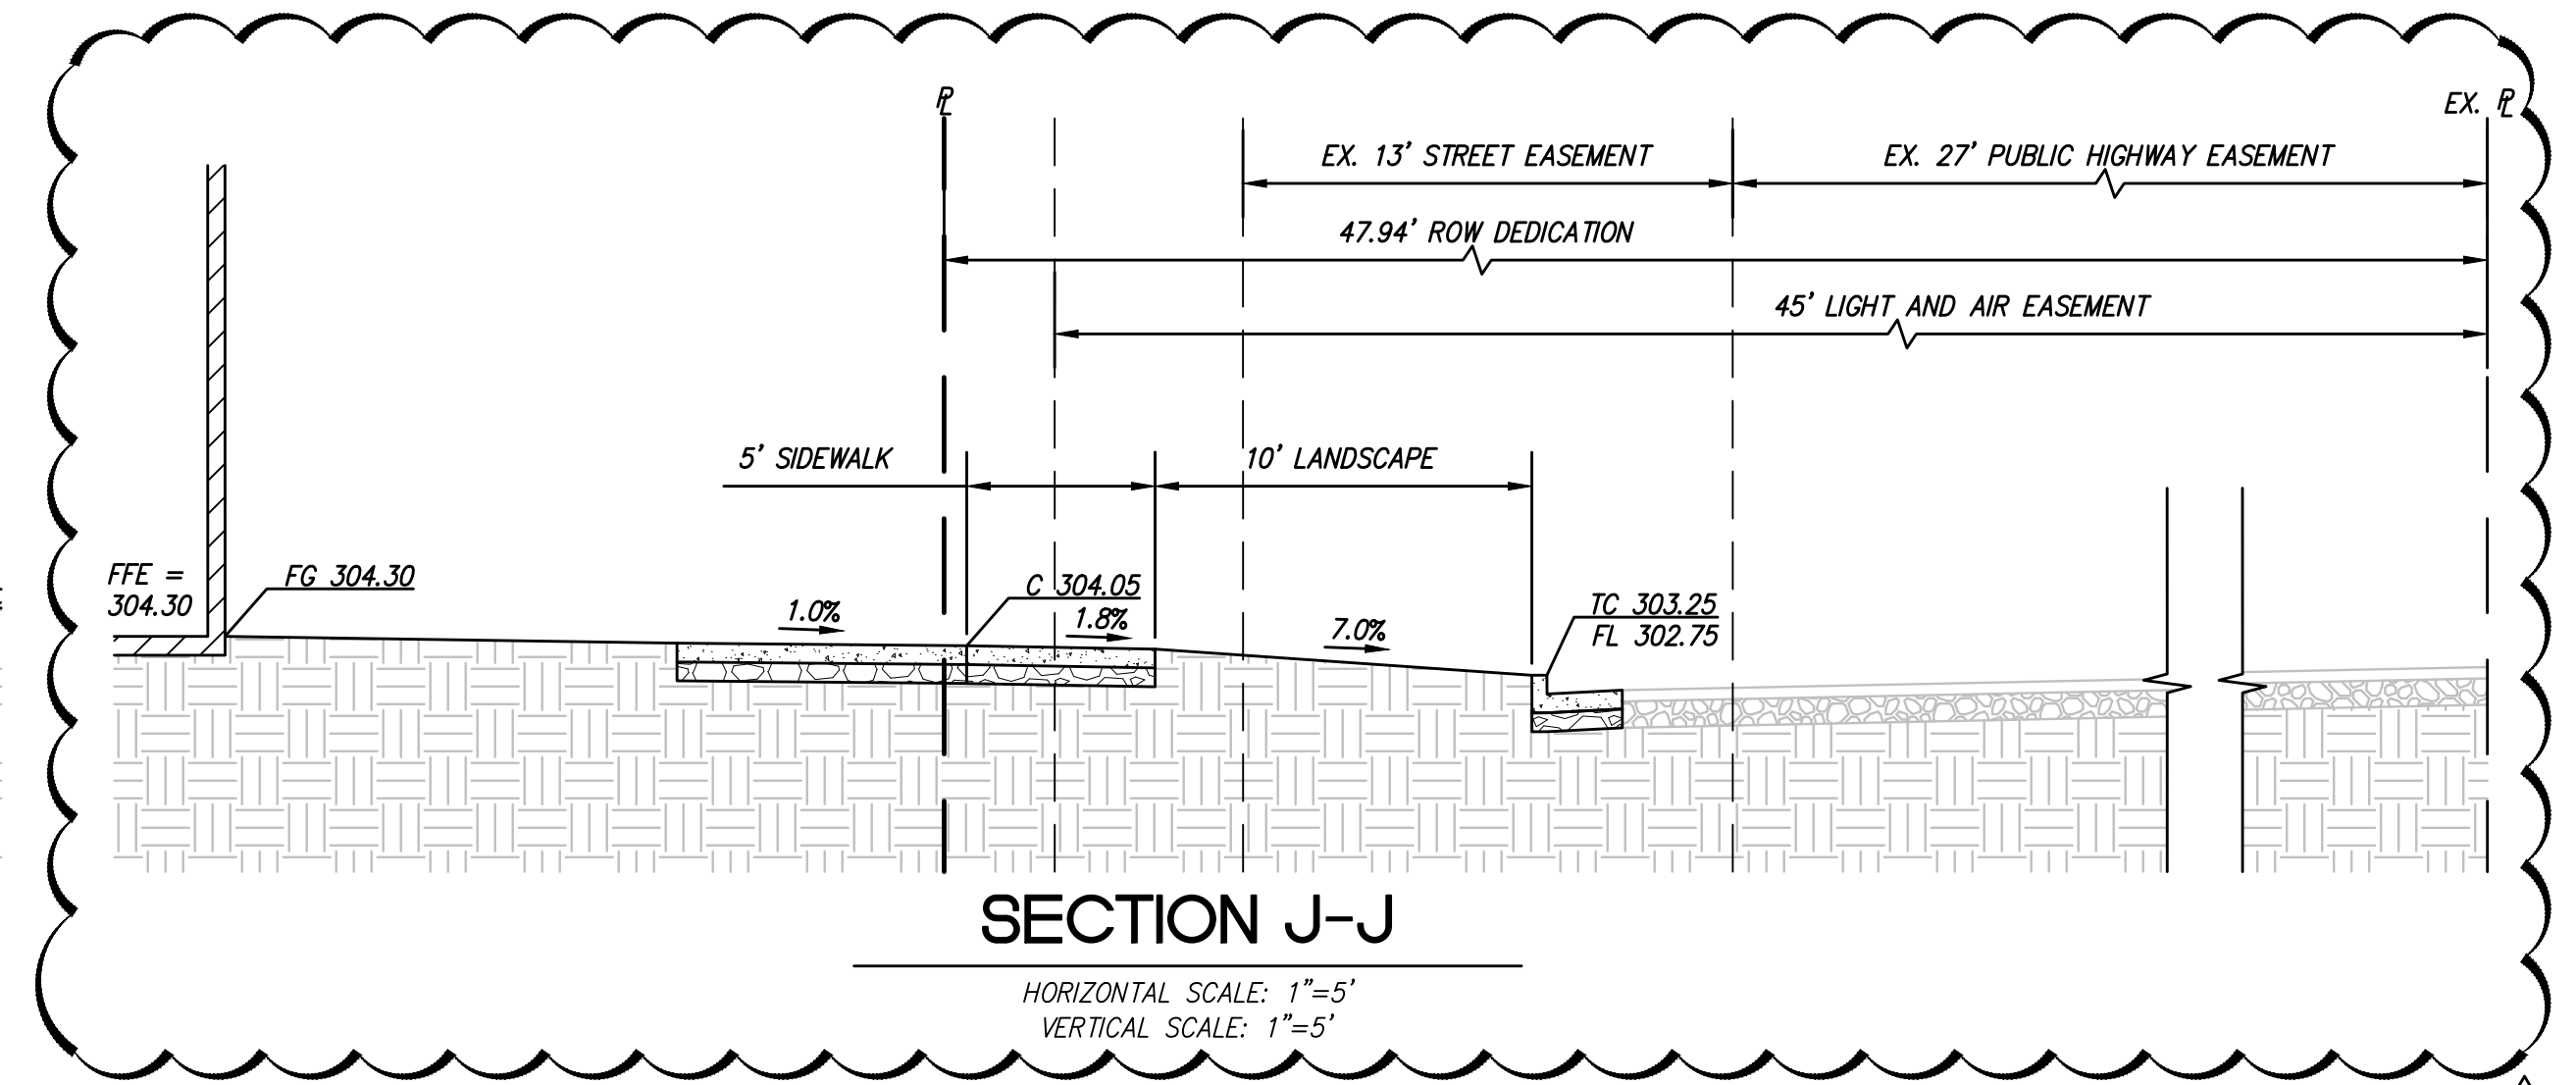 PL
EX. PL
EX. 13' STREET EASEMENT
EX. 27' PUBLIC HIGHWAY EASEMENT
47.94' ROW DEDICATION
45' LIGHT AND AIR EASEMENT
5' SIDEWALK
10' LANDSCAPE
FFE =
304.30
FG 304.30
1.0%
C 304.05
1.8%
7.0%
TC 303.25
FL 302.75
SECTION J-J
HORIZONTAL SCALE: 1"=5'
VERTICAL SCALE: 1"=5'